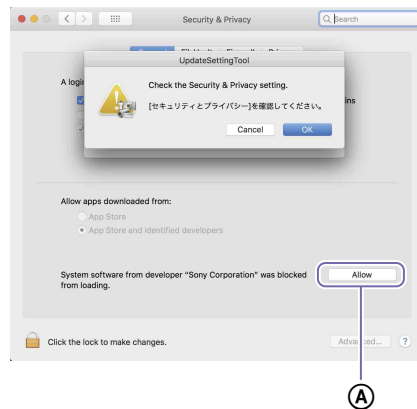 Security & Privacy
Search
UpdateSettingTool
A login
ins
Check the Security & Privacy setting.
[セキュリティとプライバシー]を確認してください。
Cancel
OK
Allow apps downloaded from:
App Store
App Store and identified developers
System software from developer “Sony Corporation” was blocked
from loading.
Allow
Click the lock to make changes.
?
A